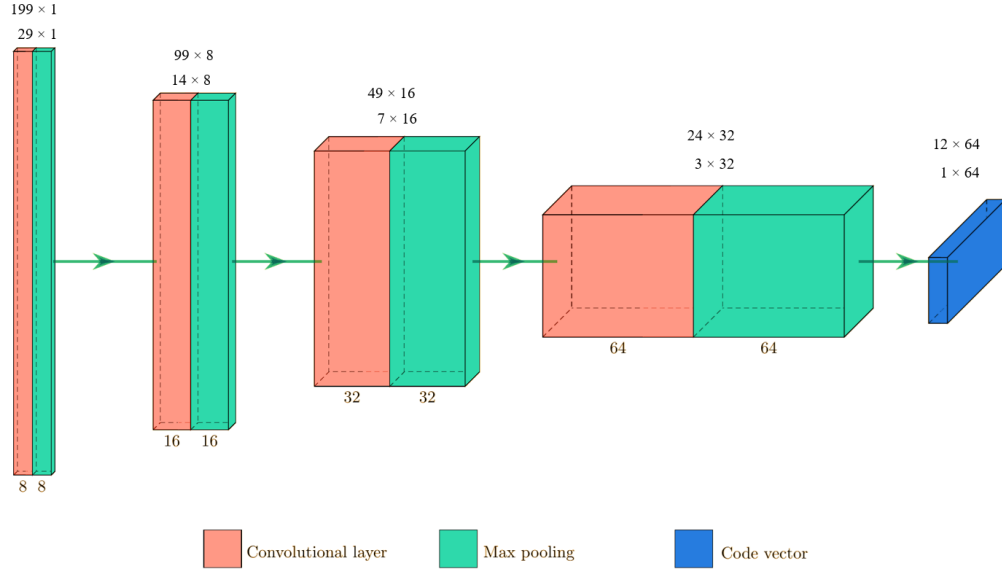 199 × 1
29 × 1
99 × 8
14 × 8
49 × 16
7 × 16
24 × 32
3 × 32
12 × 64
1 × 64
8 8
16 16
32 32
64 64
Convolutional layer
Max pooling
Code vector